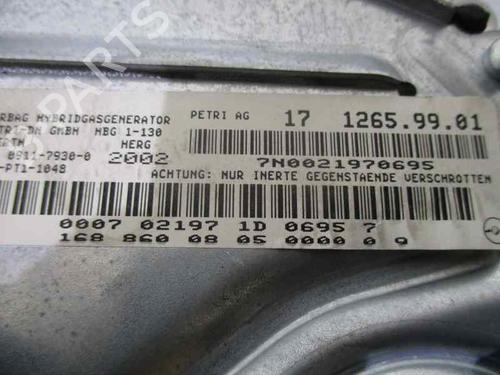 PARTS
RBAG HYBRIDGASGENERATOR PETRI AG 17 1265.99.01
TRI-DN GMBH HBG 1-130
HERG
0911-7930-0 2002 7N0021970695
-PT1-1048 ACHTUNG: NUR INERTE GEGENSTAENDE VERSCHROTTEN
0007 02197 1D 0695 7
168 860 08 05 0000 0 9